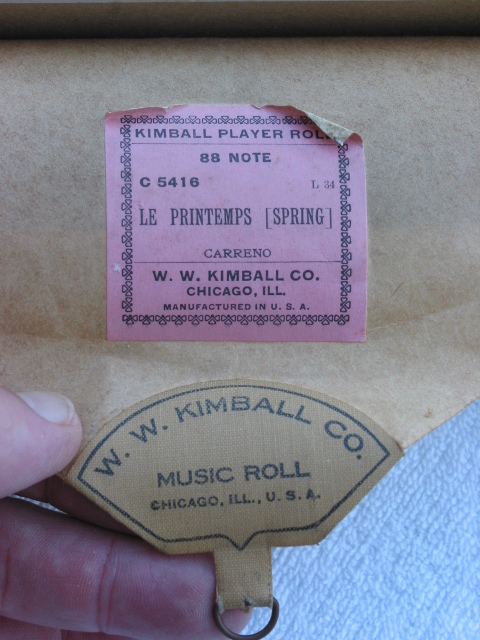 KIMBALL PLAYER ROLL
88 NOTE
C 5416 L 34
LE PRINTEMPS [SPRING]
CARRENO
W. W. KIMBALL CO.
CHICAGO, ILL.
MANUFACTURED IN U. S. A.
W. W. KIMBALL CO.
MUSIC ROLL
CHICAGO, ILL., U. S. A.